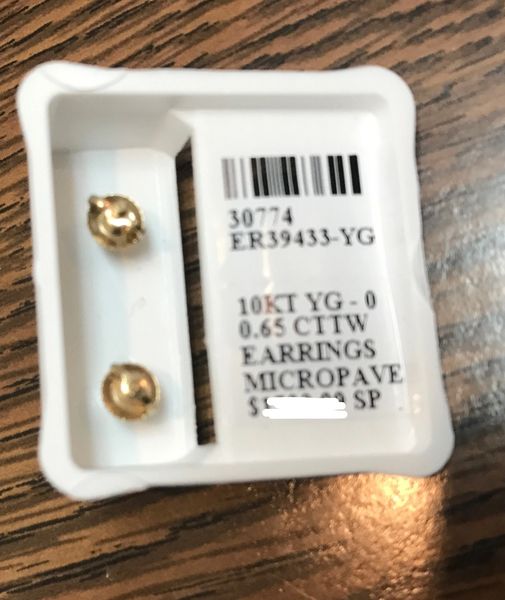 30774
ER39433-YG
10KT YG - 0
0.65 CTTW
EARRINGS
MICROPAVE
$ SP